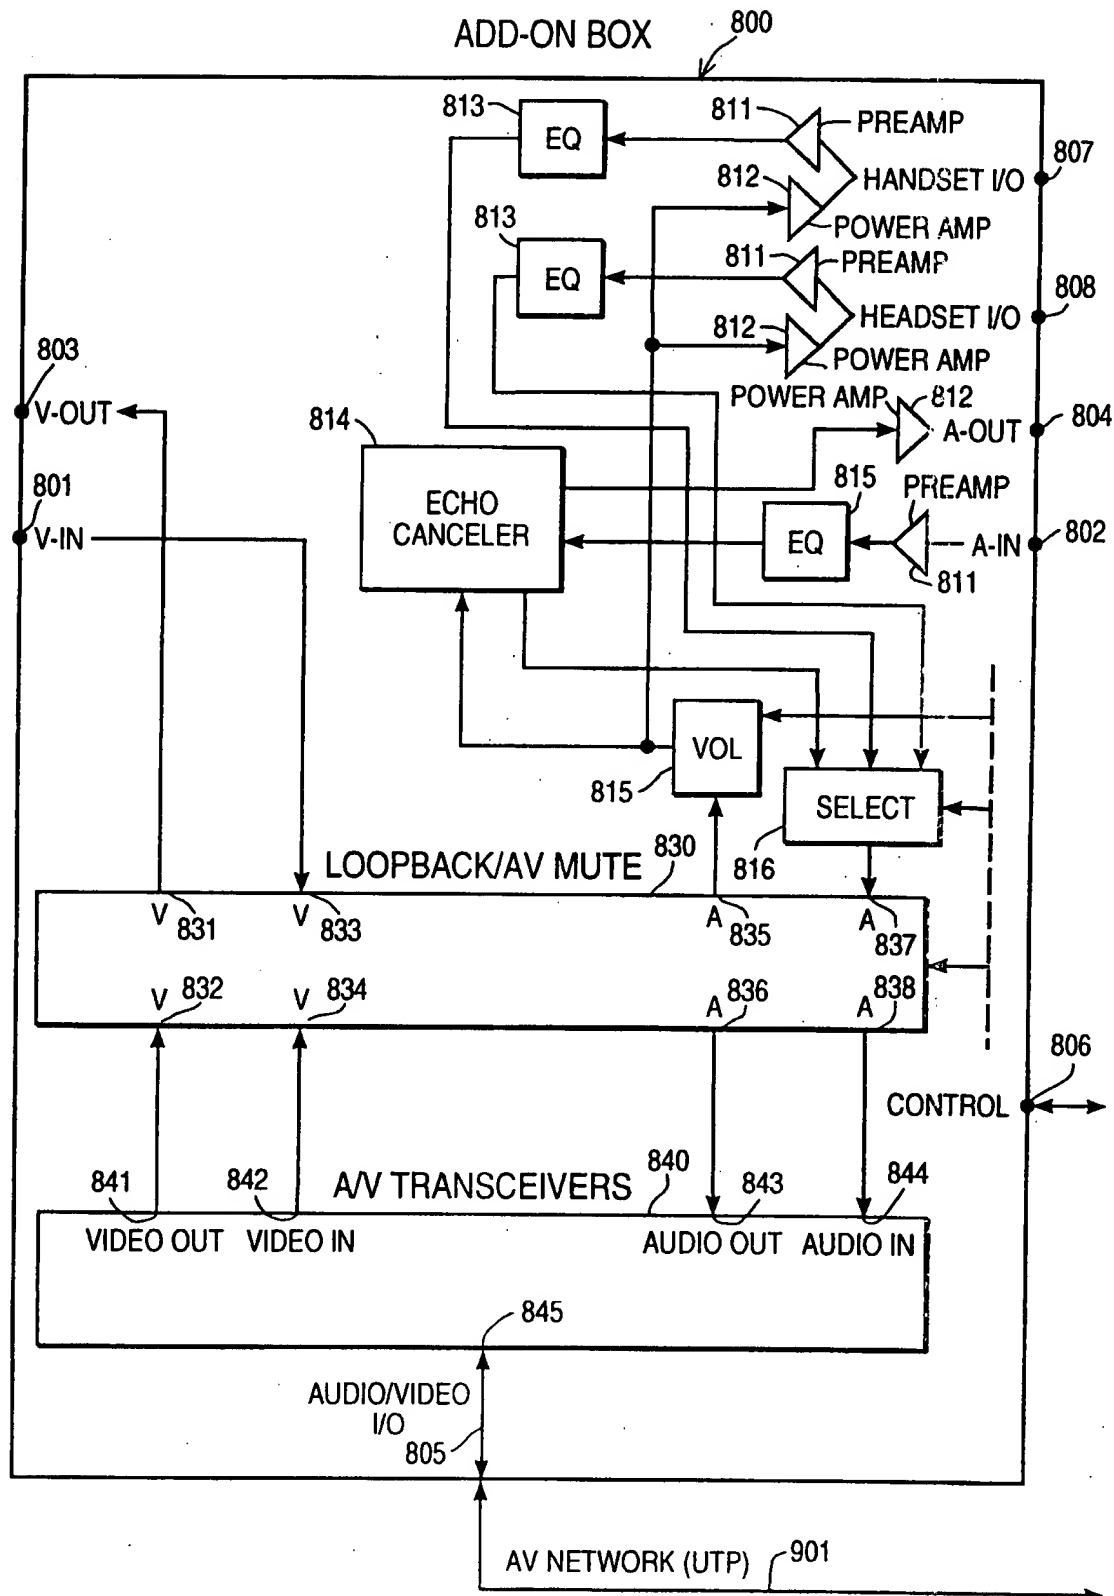 ADD-ON BOX
800
813
EQ
811
PREAMP
807
HANDSET I/O
812
POWER AMP
813
EQ
811
PREAMP
808
HEADSET I/O
812
POWER AMP
803
V-OUT
POWER AMP
812
A-OUT
804
814
ECHO
CANCELER
801
V-IN
815
PREAMP
EQ
A-IN
802
811
VOL
815
SELECT
816
LOOPBACK/AV MUTE
830
V
831
V
833
A
835
A
837
V
832
V
834
A
836
A
838
806
CONTROL
A/V TRANSCEIVERS
840
841
842
843
844
VIDEO OUT
VIDEO IN
AUDIO OUT
AUDIO IN
845
AUDIO/VIDEO
I/O
805
AV NETWORK (UTP)
901